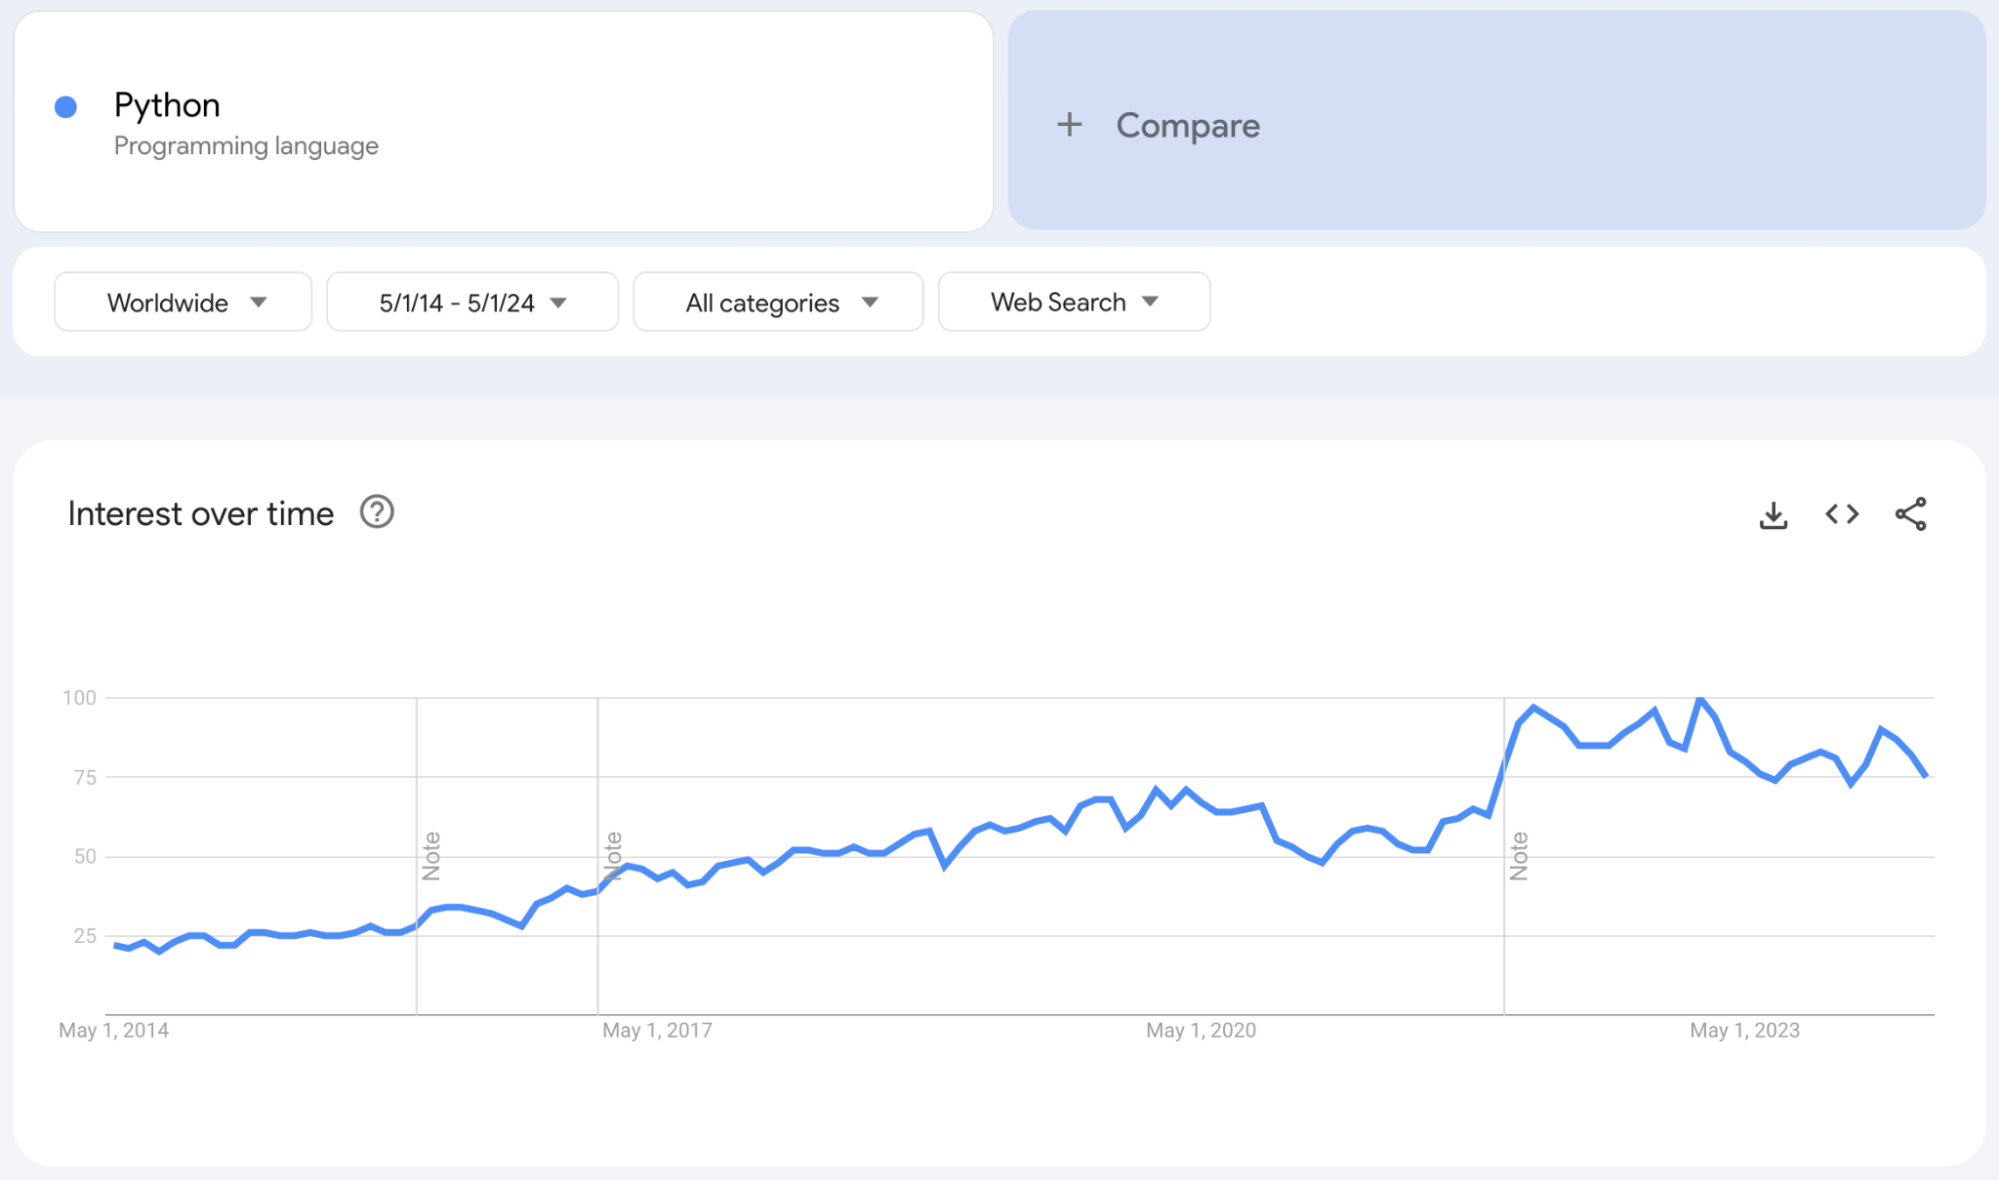 Python
Programming language
+ Compare
Worldwide
5/1/14 - 5/1/24
All categories
Web Search
Interest over time ?
100
75
50
25
Note
Note
Note
May 1, 2014
May 1, 2017
May 1, 2020
May 1, 2023